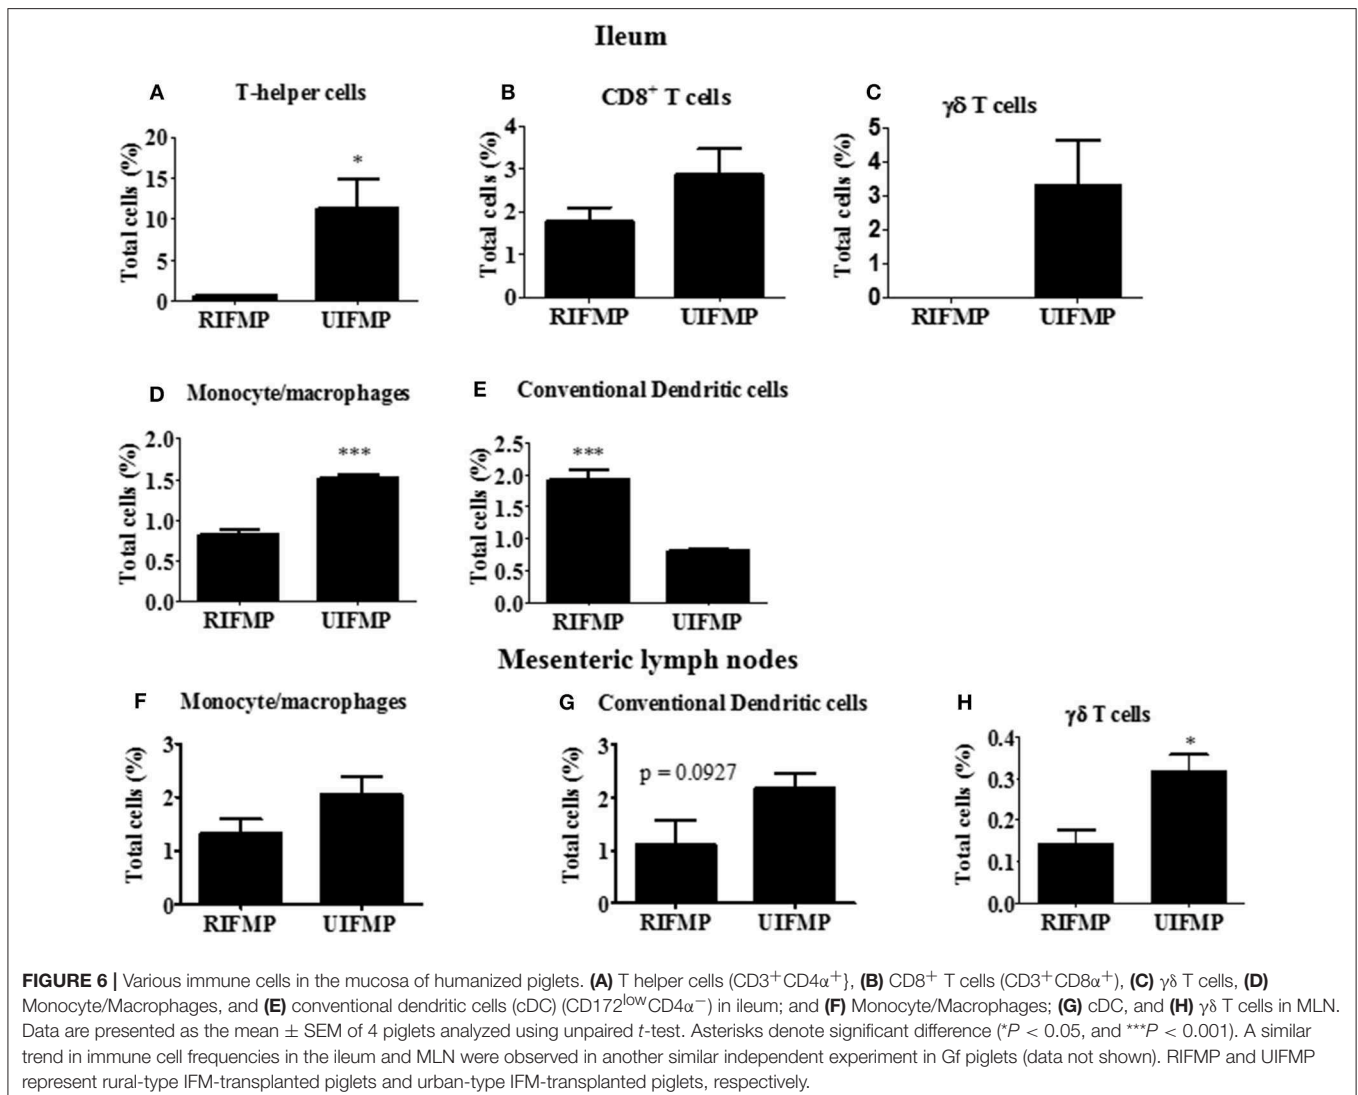 Ileum
A T-helper cells
Total cells (%)
20
15
10
5
0
*
RIFMP UIFMP
B CD8⁺ T cells
Total cells (%)
4
3
2
1
0
RIFMP UIFMP
C γδ T cells
Total cells (%)
5
4
3
2
1
0
RIFMP UIFMP
D Monocyte/macrophages
Total cells (%)
2.0
1.5
1.0
0.5
0.0
***
RIFMP UIFMP
E Conventional Dendritic cells
Total cells (%)
2.5
2.0
1.5
1.0
0.5
0.0
***
RIFMP UIFMP
Mesenteric lymph nodes
F Monocyte/macrophages
Total cells (%)
3
2
1
0
RIFMP UIFMP
G Conventional Dendritic cells
Total cells (%)
3
2
1
0
p = 0.0927
RIFMP UIFMP
H γδ T cells
Total cells (%)
0.4
0.3
0.2
0.1
0.0
*
RIFMP UIFMP
FIGURE 6 | Various immune cells in the mucosa of humanized piglets. (A) T helper cells (CD3⁺CD4α⁺}, (B) CD8⁺ T cells (CD3⁺CD8α⁺), (C) γδ T cells, (D)
Monocyte/Macrophages, and (E) conventional dendritic cells (cDC) (CD172ˡᵒʷCD4α⁻) in ileum; and (F) Monocyte/Macrophages; (G) cDC, and (H) γδ T cells in MLN.
Data are presented as the mean ± SEM of 4 piglets analyzed using unpaired t-test. Asterisks denote significant difference (*P < 0.05, and ***P < 0.001). A similar
trend in immune cell frequencies in the ileum and MLN were observed in another similar independent experiment in Gf piglets (data not shown). RIFMP and UIFMP
represent rural-type IFM-transplanted piglets and urban-type IFM-transplanted piglets, respectively.